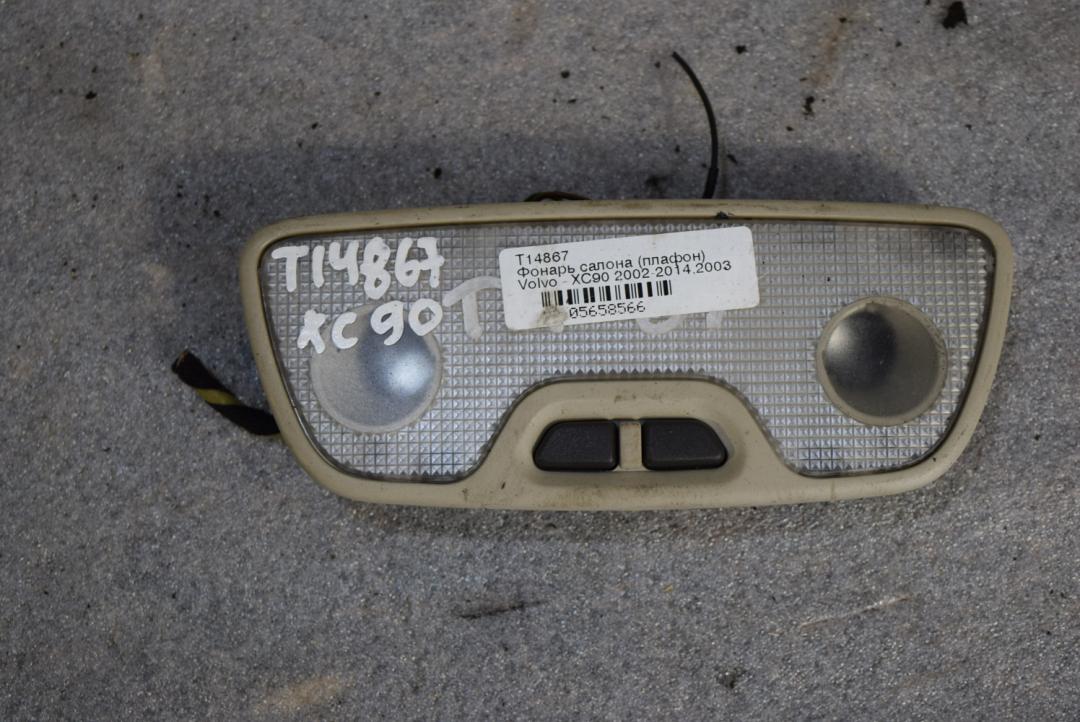 T14867
XC90
T14867
Фонарь салона (плафон)
Volvo - XC90 2002-2014.2003
05658566